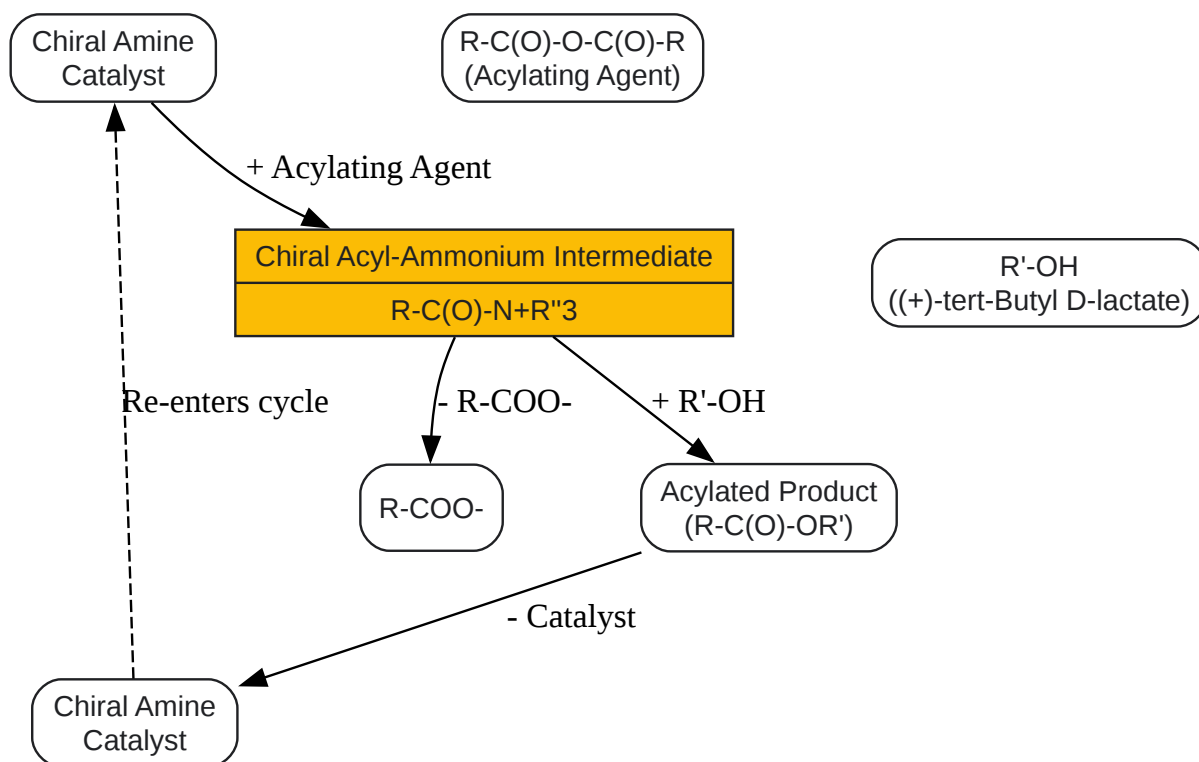 Chiral Amine
Catalyst
R-C(O)-O-C(O)-R
(Acylating Agent)
+ Acylating Agent
Chiral Acyl-Ammonium Intermediate
R-C(O)-N+R"3
R'-OH
((+)-tert-Butyl D-lactate)
Re-enters cycle
- R-COO-
+ R'-OH
R-COO-
Acylated Product
(R-C(O)-OR')
- Catalyst
Chiral Amine
Catalyst